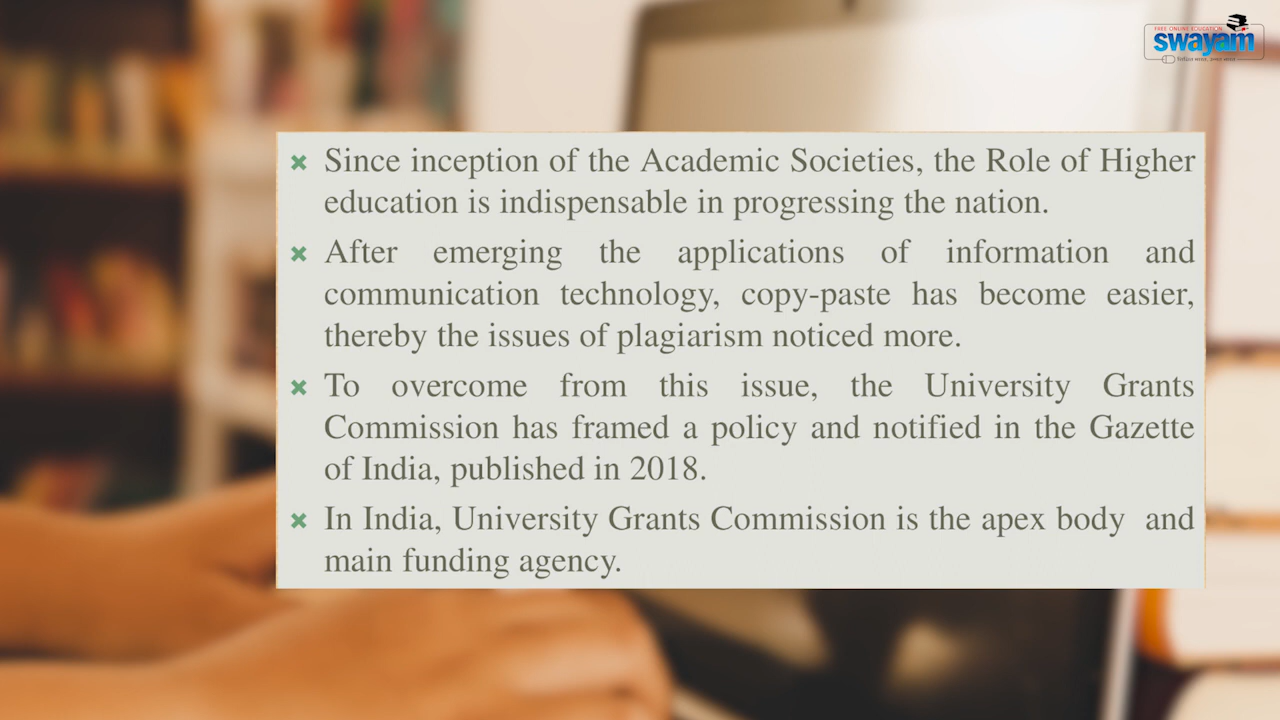 FREE ONLINE EDUCATION
swayam
Since inception of the Academic Societies, the Role of Higher
education is indispensable in progressing the nation.
After emerging the applications of information and
communication technology, copy-paste has become easier,
thereby the issues of plagiarism noticed more.
To overcome from this issue, the University Grants
Commission has framed a policy and notified in the Gazette
of India, published in 2018.
In India, University Grants Commission is the apex body and
main funding agency.